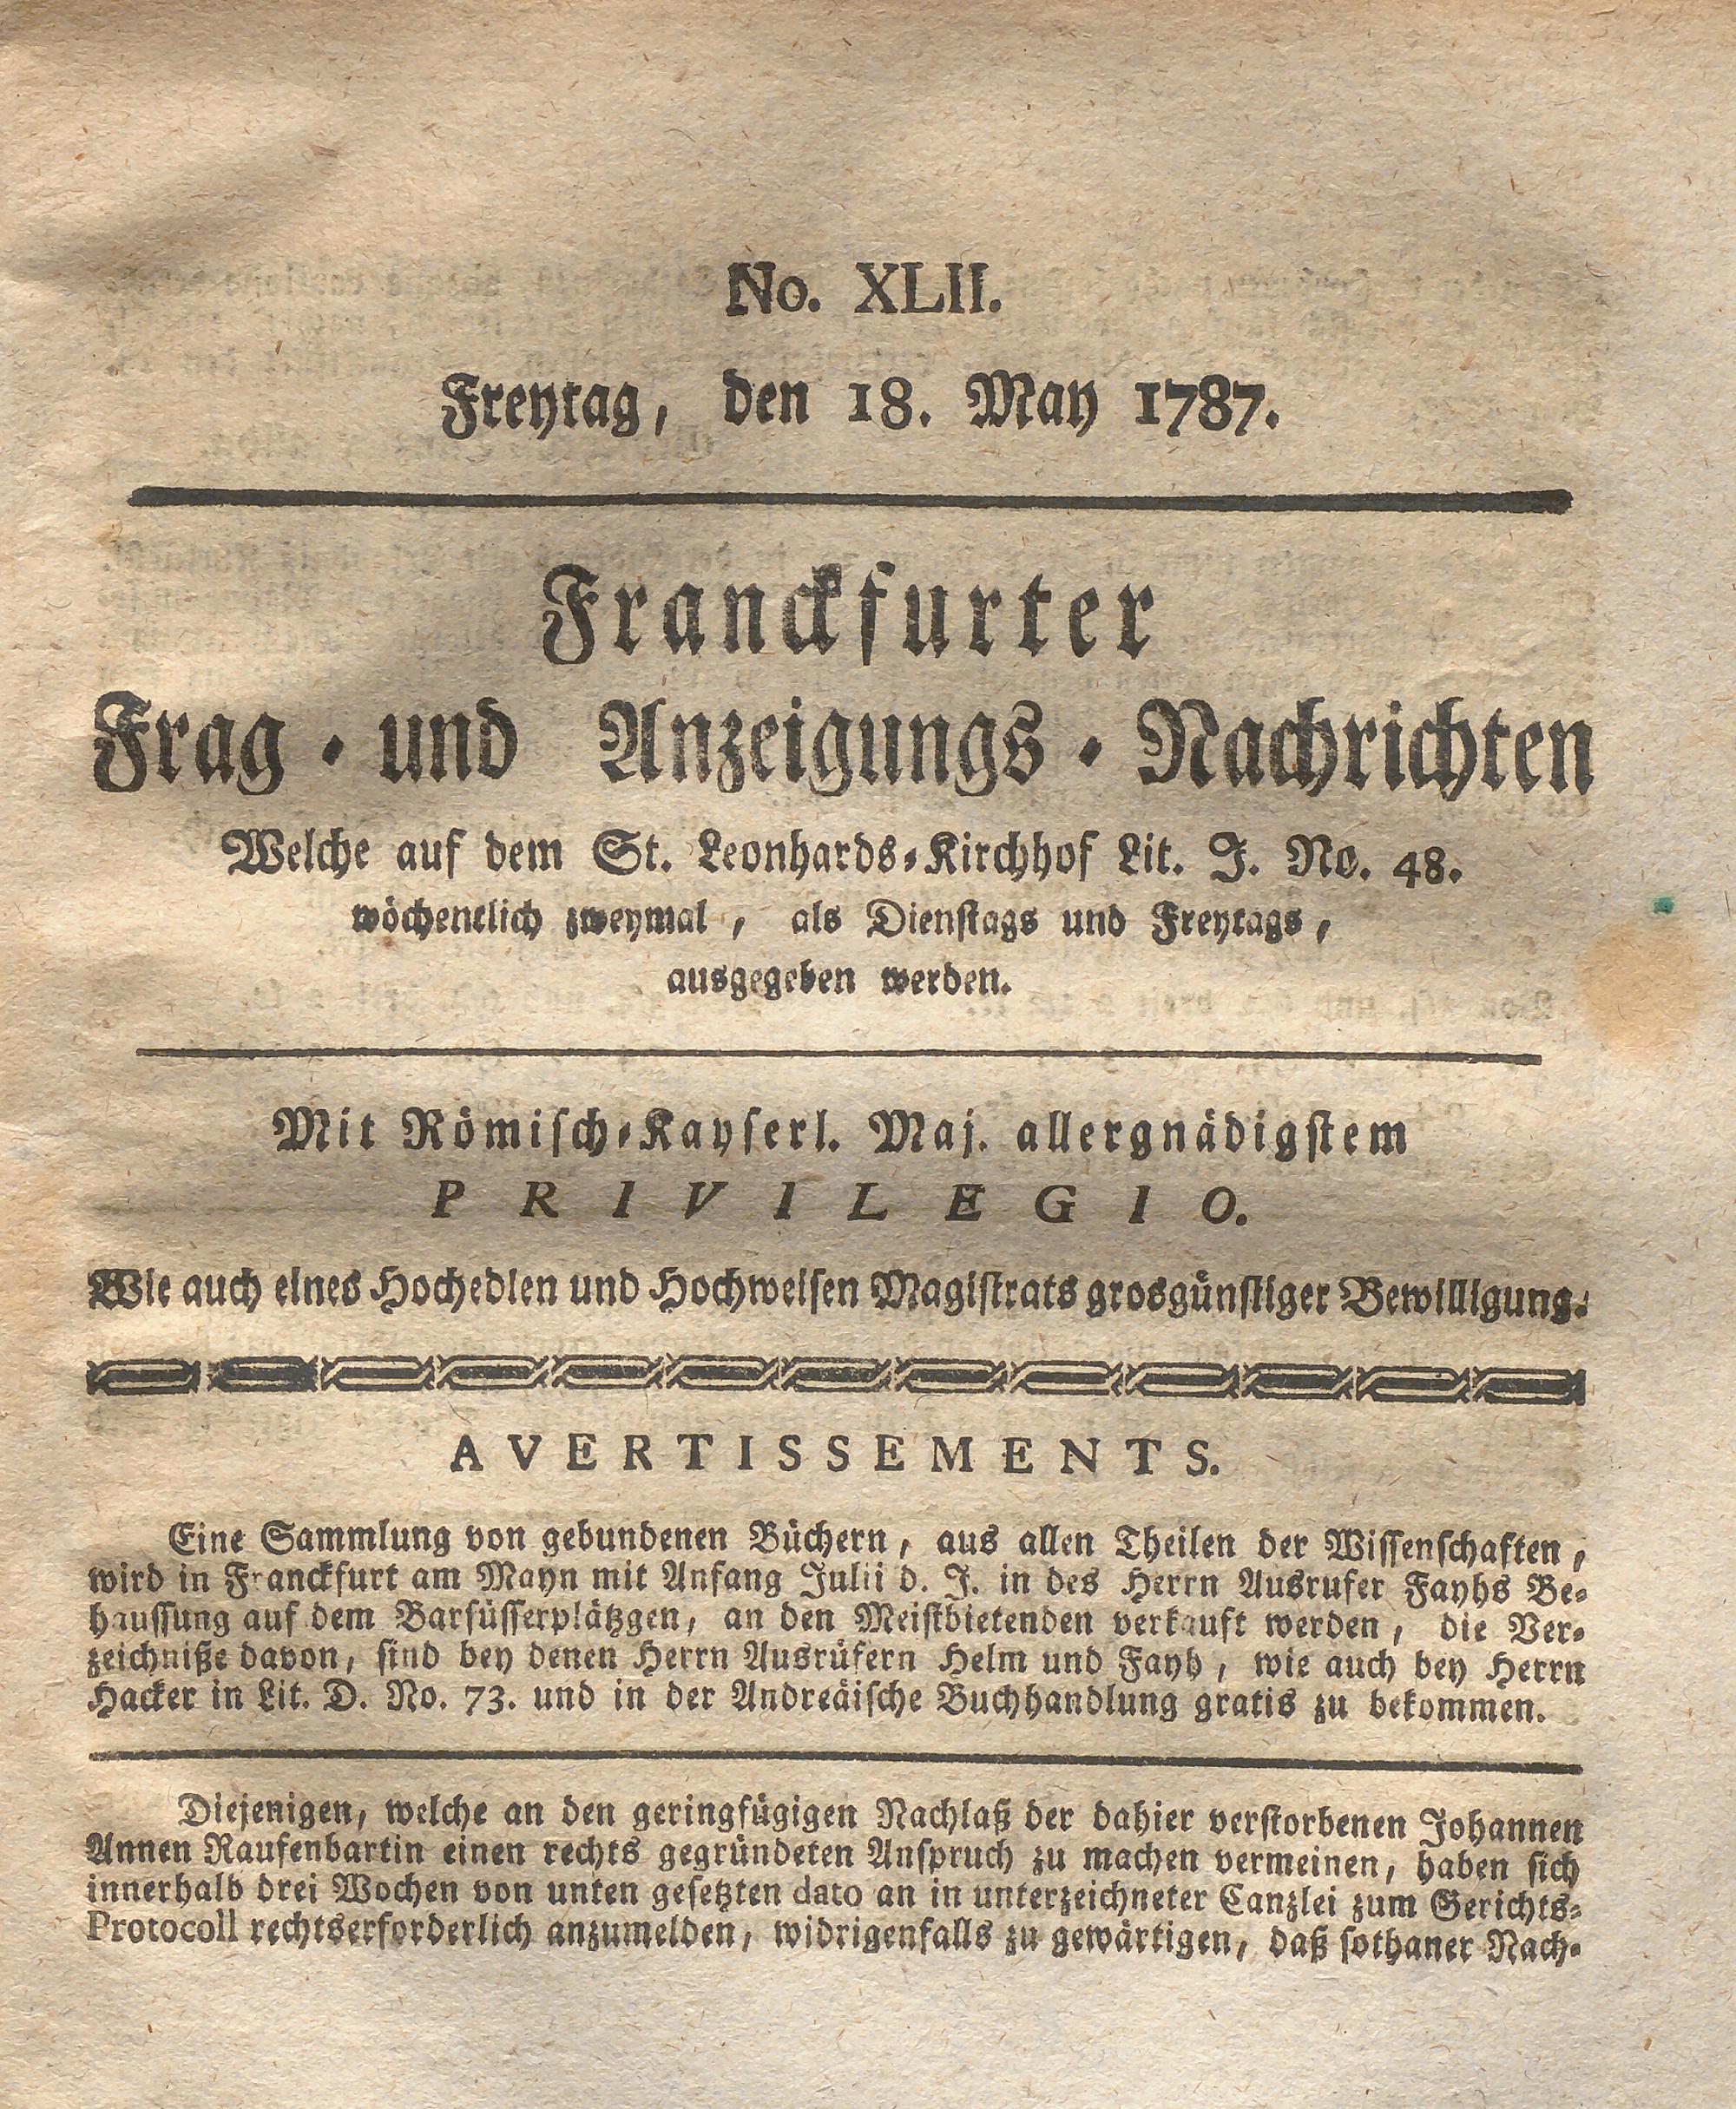 No. XLII.
Freytag, den 18. May 1787.
Franckfurter
Frag- und Anzeigungs-Nachrichten
Welche auf dem St. Leonhards-Kirchhof Lit. J. No. 48.
wöchentlich zweymal, als Dienstags und Freytags,
ausgegeben werden.
Mit Römisch-Kayserl. Maj. allergnädigstem
PRIVILEGIO.
Wie auch eines Hochedlen und Hochweisen Magistrats grosgünstiger Bewilligung.
AVERTISSEMENTS.
Eine Sammlung von gebundenen Büchern, aus allen Theilen der Wissenschaften,
wird in Franckfurt am Mayn mit Anfang Julii d. J. in des Herrn Ausrufer Fayhs Be-
haussung auf dem Barfüsserplätzgen, an den Meistbietenden verkauft werden, die Ver-
zeichniße davon, sind bey denen Herrn Ausrüfern Helm und Fayh, wie auch bey Herrn
Hacker in Lit. D. No. 73. und in der Andreäische Buchhandlung gratis zu bekommen.
Diejenigen, welche an den geringfügigen Nachlaß der dahier verstorbenen Johannen
Annen Raufenbartin einen rechts gegründeten Anspruch zu machen vermeinen, haben sich
innerhalb drei Wochen von unten gesetzten dato an in unterzeichneter Canzlei zum Gerichts-
Protocoll rechtserforderlich anzumelden, widrigenfalls zu gewärtigen, daß sothaner Nach-